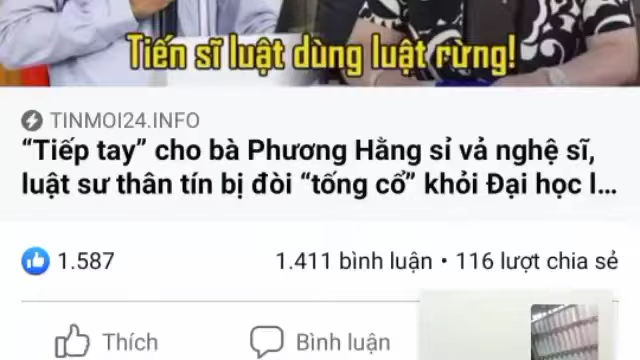 Tiến sĩ luật dùng luật rừng!
TINMOI24.INFO
“Tiếp tay” cho bà Phương Hằng sỉ vả nghệ sĩ,
luật sư thân tín bị đòi “tống cổ” khỏi Đại học l...
1.587
1.411 bình luận • 116 lượt chia sẻ
Thích
Bình luận